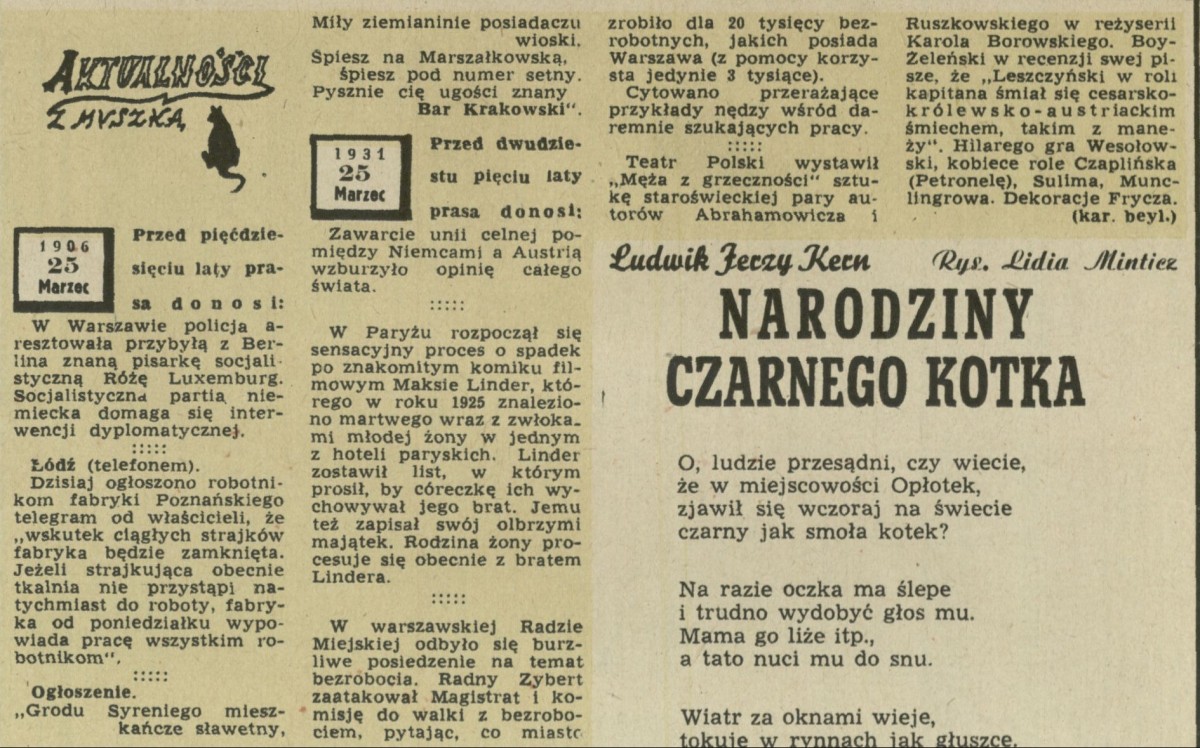 AKTUALNOŚCI
Z MYSZKĄ
1906
25
Marzec
Przed pięćdzie-
sięciu laty pra-
sa donosi:
W Warszawie policja a-
resztowała przybyłą z Ber-
lina znaną pisarkę socjali-
styczną Różę Luxemburg.
Socjalistyczna partia nie-
miecka domaga się inter-
wencji dyplomatycznej.
:::::
Łódź (telefonem).
Dzisiaj ogłoszono robotni-
kom fabryki Poznańskiego
telegram od właścicieli, że
„wskutek ciągłych strajków
fabryka będzie zamknięta.
Jeżeli strajkująca obecnie
tkalnia nie przystąpi na-
tychmiast do roboty, fabry-
ka od poniedziałku wypo-
wiada pracę wszystkim ro-
botnikom".
:::::
Ogłoszenie.
„Grodu Syreniego miesz-
kańcze sławetny,
Miły ziemianinie posiadaczu
wioski.
Śpiesz na Marszałkowską,
śpiesz pod numer setny.
Pysznie cię ugości znany
Bar Krakowski".
1931
25
Marzec
Przed dwudzie-
stu pięciu laty
prasa donosi:
Zawarcie unii celnej po-
między Niemcami a Austrią
wzburzyło opinię całego
świata.
:::::
W Paryżu rozpoczął się
sensacyjny proces o spadek
po znakomitym komiku fil-
mowym Maksie Linder, któ-
rego w roku 1925 znalezio-
no martwego wraz z zwłoka-
mi młodej żony w jednym
z hoteli paryskich. Linder
zostawił list, w którym
prosił, by córeczkę ich wy-
chowywał jego brat. Jemu
też zapisał swój olbrzymi
majątek. Rodzina żony pro-
cesuje się obecnie z bratem
Lindera.
:::::
W warszawskiej Radzie
Miejskiej odbyło się burz-
liwe posiedzenie na temat
bezrobocia. Radny Zybert
zaatakował Magistrat i ko-
misję do walki z bezrobo-
ciem, pytając, co miasto
zrobiło dla 20 tysięcy bez-
robotnych, jakich posiada
Warszawa (z pomocy korzy-
sta jedynie 3 tysiące).
Cytowano przerażające
przykłady nędzy wśród da-
remnie szukających pracy.
:::::
Teatr Polski wystawił
„Męża z grzeczności" sztu-
kę staroświeckiej pary au-
torów Abrahamowicza i
Ruszkowskiego w reżyserii
Karola Borowskiego. Boy-
Żeleński w recenzji swej pi-
sze, że „Leszczyński w roli
kapitana śmiał się cesarsko-
królewsko-austriackim
śmiechem, takim z mane-
ży". Hilarego gra Wesołow-
ski, kobiece role Czaplińska
(Petronelę), Sulima, Munc-
lingrowa. Dekoracje Frycza.
(kar. beyl.)
Ludwik Jerzy Kern
Rys. Lidia Minticz
NARODZINY
CZARNEGO KOTKA
O, ludzie przesądni, czy wiecie,
że w miejscowości Opłotek,
zjawił się wczoraj na świecie
czarny jak smoła kotek?
Na razie oczka ma ślepe
i trudno wydobyć głos mu.
Mama go liże itp.,
a tato nuci mu do snu.
Wiatr za oknami wieje,
tokuje w rynnach jak głuszce,